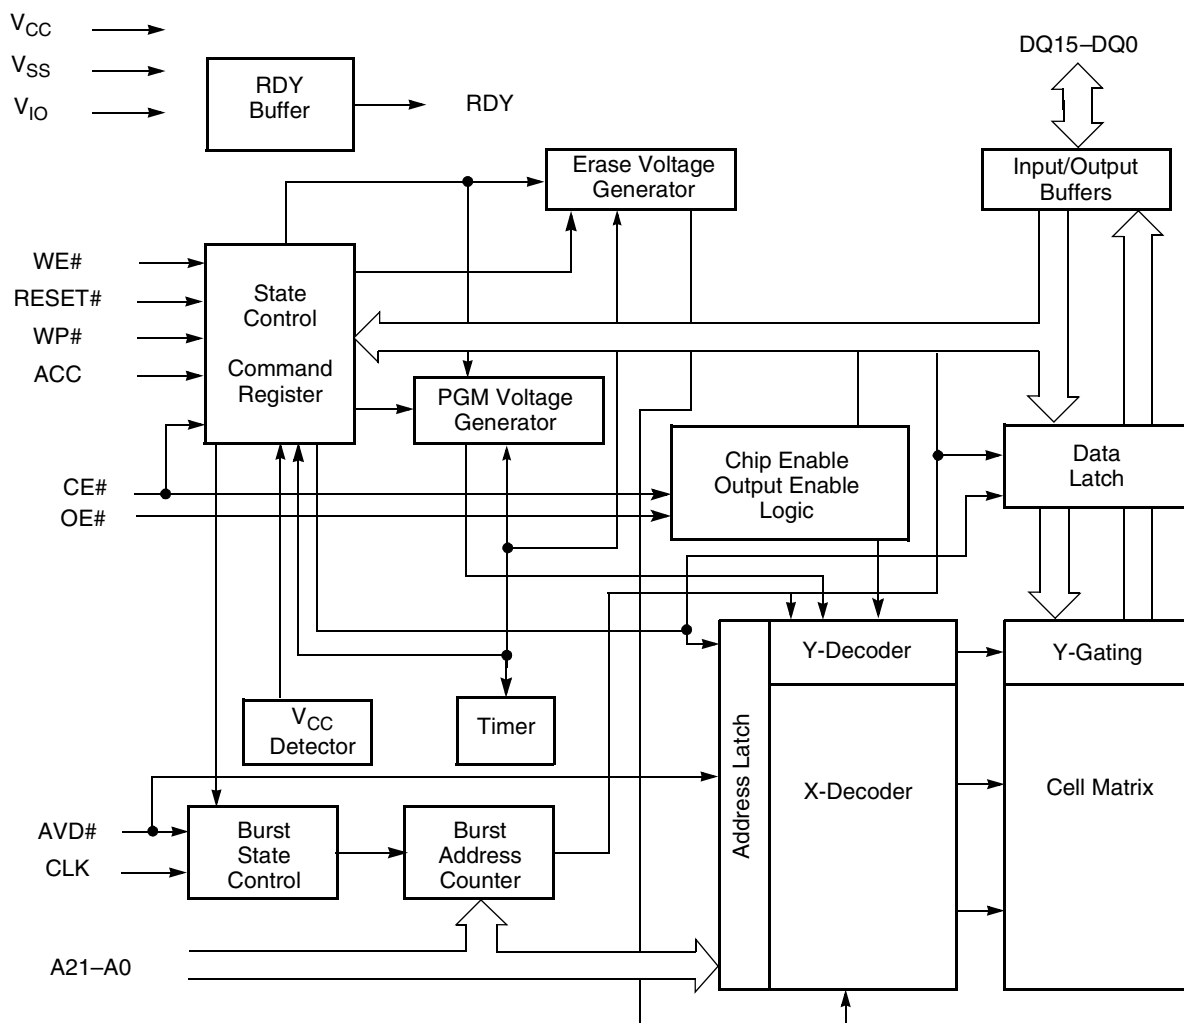 VCC
VSS
VIO
RDY
Buffer
RDY
DQ15–DQ0
Erase Voltage
Generator
Input/Output
Buffers
WE#
RESET#
WP#
ACC
State
Control
Command
Register
PGM Voltage
Generator
CE#
OE#
Chip Enable
Output Enable
Logic
Data
Latch
VCC
Detector
Timer
Address Latch
Y-Decoder
X-Decoder
Y-Gating
Cell Matrix
AVD#
CLK
Burst
State
Control
Burst
Address
Counter
A21–A0